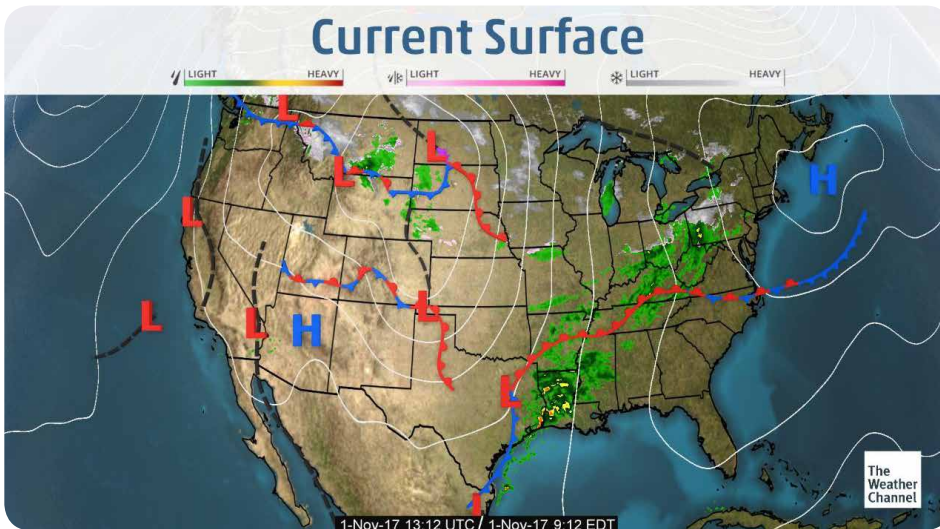 Current Surface
LIGHT HEAVY LIGHT HEAVY LIGHT HEAVY
L
L
L
H
L
L
L
H
L
L
L
The
Weather
Channel
1-Nov-17 13:12 UTC / 1-Nov-17 9:12 EDT